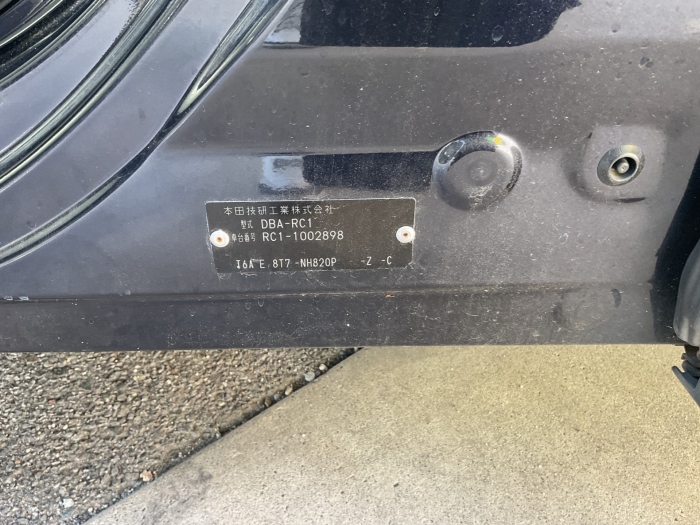 本田技研工業株式会社
型式 DBA-RC1
車台番号 RC1-1002898
T6A E 8T7 -NH820P -Z -C